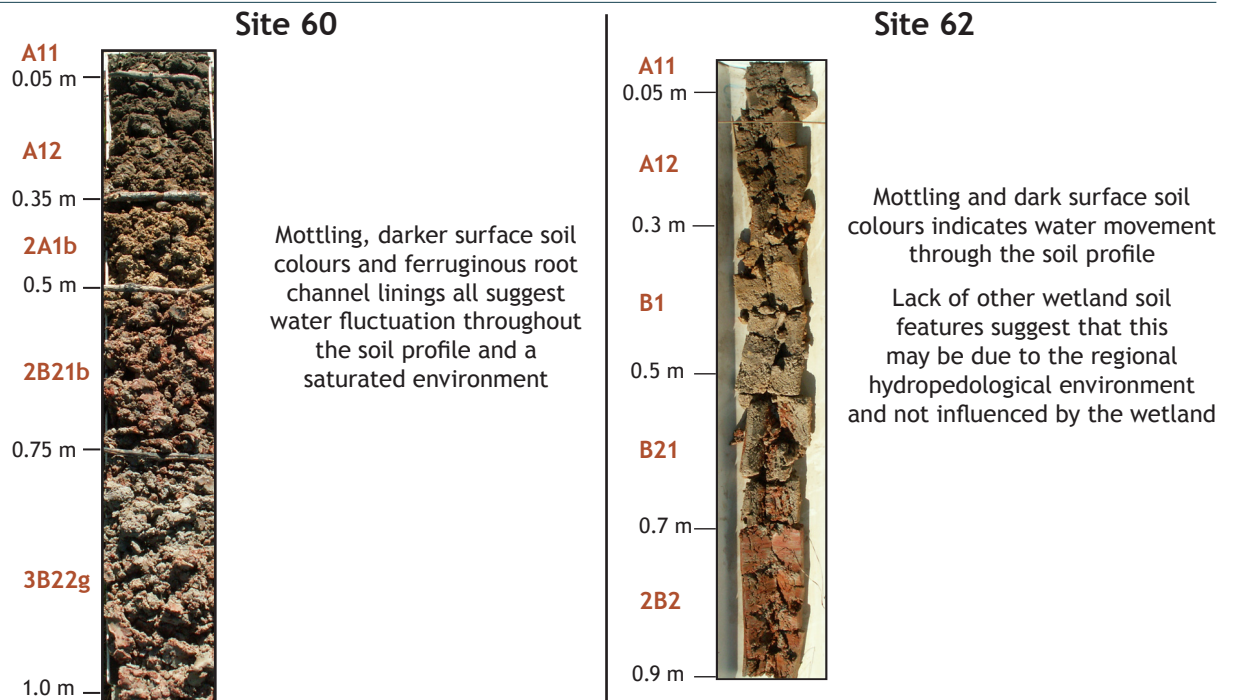 Site 60
A11
0.05 m
A12
0.35 m
2A1b
0.5 m
2B21b
0.75 m
3B22g
1.0 m
Mottling, darker surface soil
colours and ferruginous root
channel linings all suggest
water fluctuation throughout
the soil profile and a
saturated environment
Site 62
A11
0.05 m
A12
0.3 m
B1
0.5 m
B21
0.7 m
2B2
0.9 m
Mottling and dark surface soil
colours indicates water movement
through the soil profile
Lack of other wetland soil
features suggest that this
may be due to the regional
hydropedological environment
and not influenced by the wetland